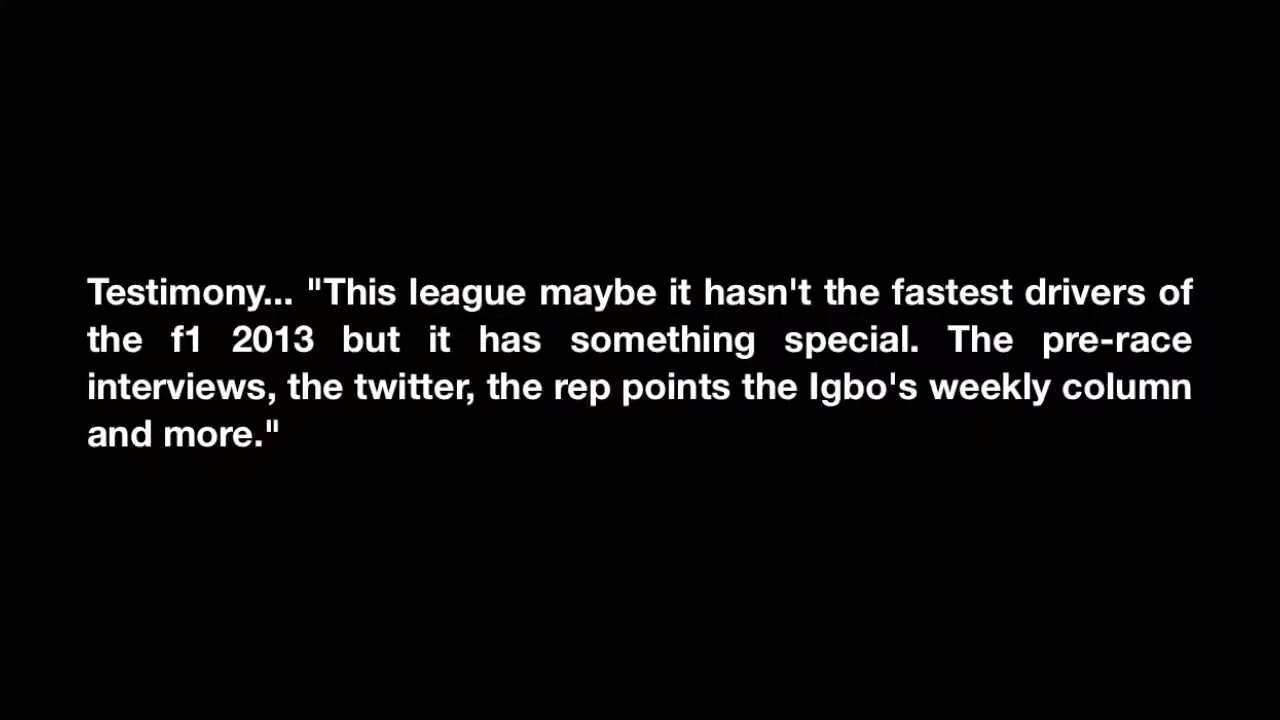 Testimony... "This league maybe it hasn't the fastest drivers of
the f1 2013 but it has something special. The pre-race
interviews, the twitter, the rep points the Igbo's weekly column
and more."